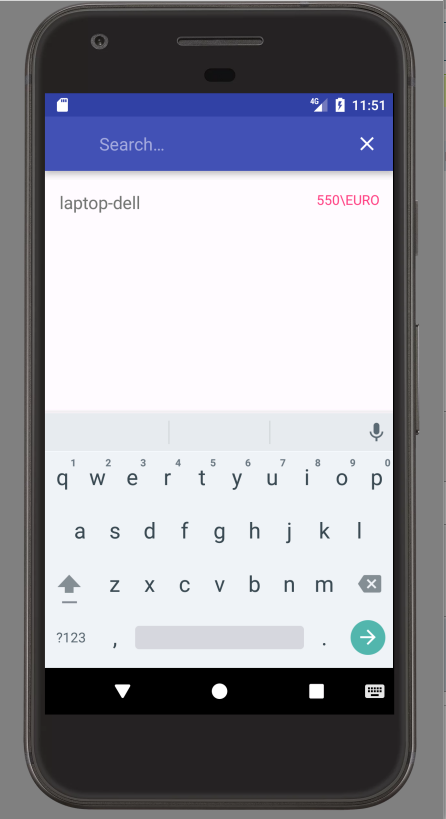 4G 11:51
Search...
laptop-dell 550\EURO
1 2 3 4 5 6 7 8 9 0
q w e r t y u i o p
a s d f g h j k l
z x c v b n m
?123 , .